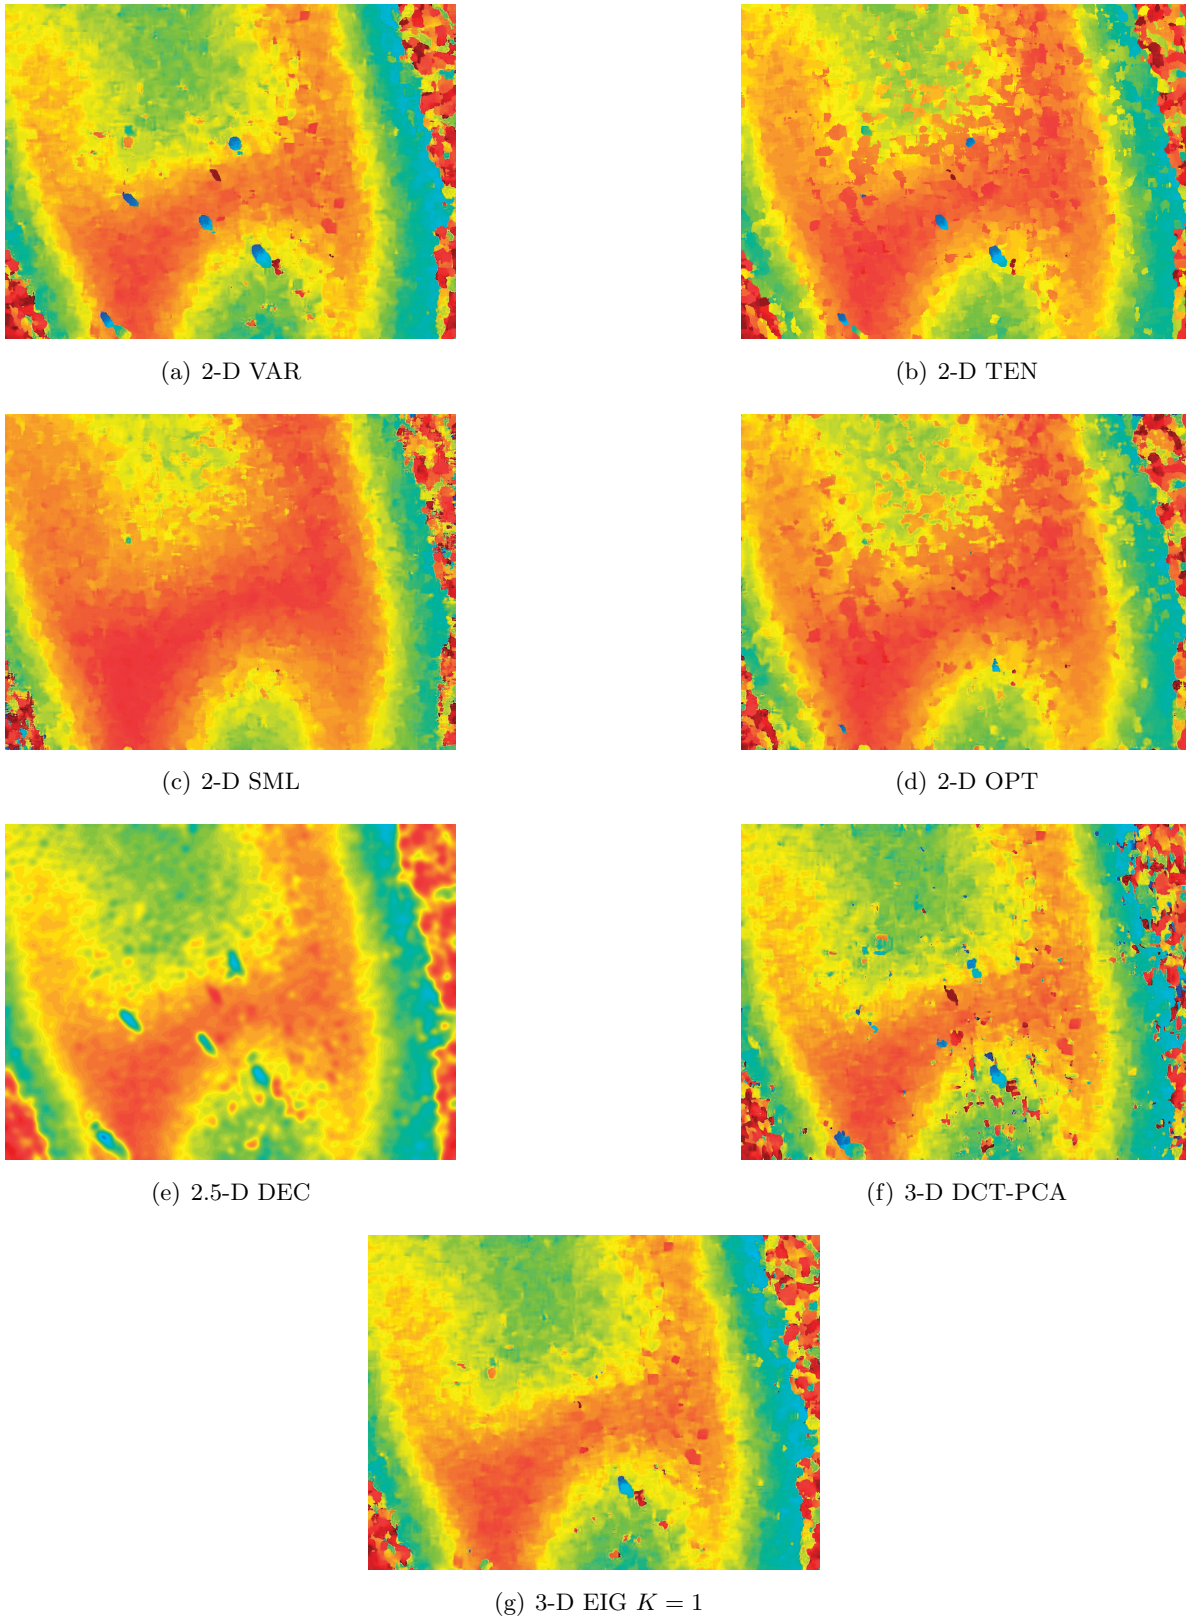 (a) 2-D VAR
(b) 2-D TEN
(c) 2-D SML
(d) 2-D OPT
(e) 2.5-D DEC
(f) 3-D DCT-PCA
(g) 3-D EIG K = 1